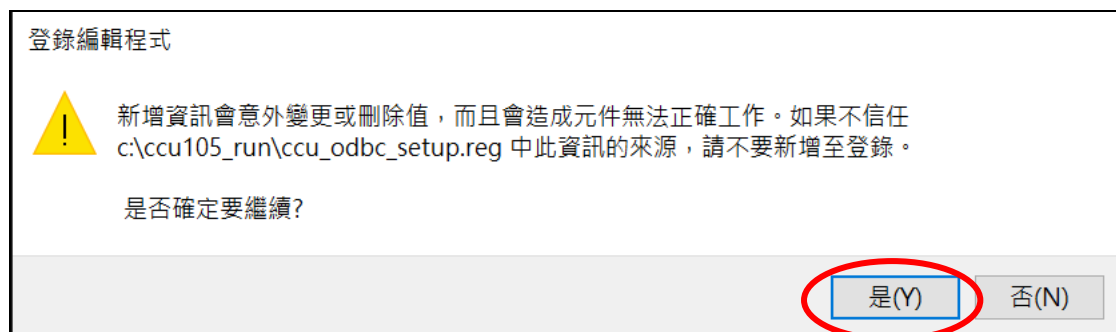 登錄編輯程式
新增資訊會意外變更或刪除值，而且會造成元件無法正確工作。如果不信任
c:\ccu105_run\ccu_odbc_setup.reg 中此資訊的來源，請不要新增至登錄。
是否確定要繼續?
是(Y)
否(N)